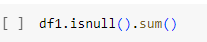 [ ] df1.isnull().sum()